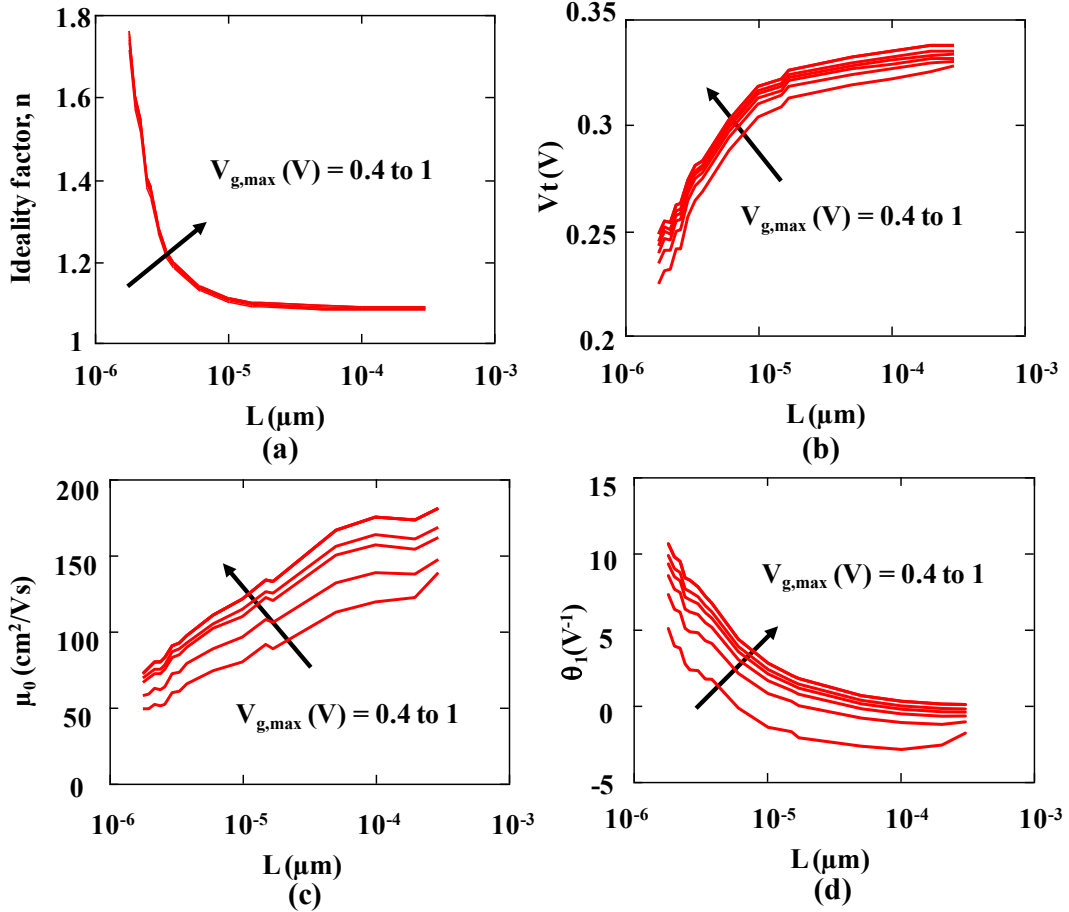 Ideality factor, n
1.8
1.6
1.4
1.2
1
V_g,max (V) = 0.4 to 1
10⁻⁶ 10⁻⁵ 10⁻⁴ 10⁻³
L (μm)
(a)
Vt (V)
0.35
0.3
0.25
0.2
V_g,max (V) = 0.4 to 1
10⁻⁶ 10⁻⁵ 10⁻⁴ 10⁻³
L (μm)
(b)
μ₀ (cm²/Vs)
200
150
100
50
0
V_g,max (V) = 0.4 to 1
10⁻⁶ 10⁻⁵ 10⁻⁴ 10⁻³
L (μm)
(c)
θ₁(V⁻¹)
15
10
5
0
-5
V_g,max (V) = 0.4 to 1
10⁻⁶ 10⁻⁵ 10⁻⁴ 10⁻³
L (μm)
(d)